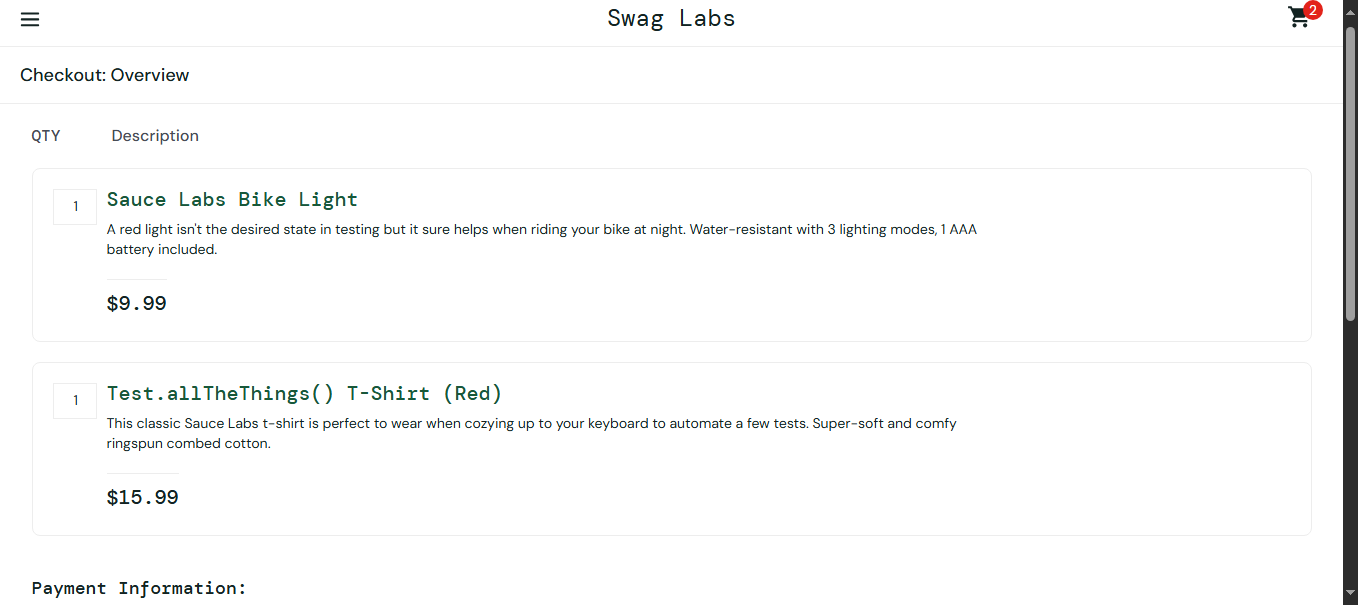 Swag Labs
2
Checkout: Overview
QTY Description
1
Sauce Labs Bike Light
A red light isn't the desired state in testing but it sure helps when riding your bike at night. Water-resistant with 3 lighting modes, 1 AAA
battery included.
$9.99
1
Test.allTheThings() T-Shirt (Red)
This classic Sauce Labs t-shirt is perfect to wear when cozying up to your keyboard to automate a few tests. Super-soft and comfy
ringspun combed cotton.
$15.99
Payment Information: